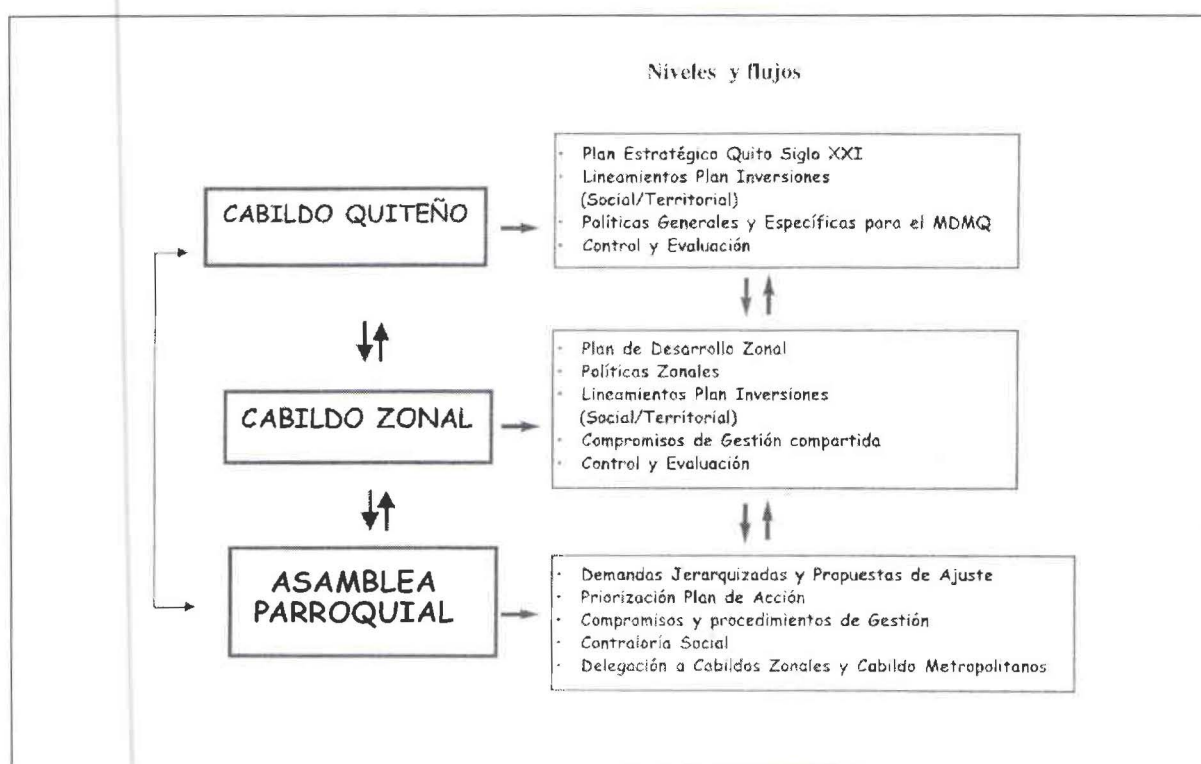 Niveles y flujos
CABILDO QUITEÑO
· Plan Estratégico Quito Siglo XXI
· Lineamientos Plan Inversiones
(Social/Territorial)
· Políticas Generales y Específicas para el MDMQ
· Control y Evaluación
CABILDO ZONAL
· Plan de Desarrollo Zonal
· Políticas Zonales
· Lineamientos Plan Inversiones
(Social/Territorial)
· Compromisos de Gestión compartida
· Control y Evaluación
ASAMBLEA
PARROQUIAL
· Demandas Jerarquizadas y Propuestas de Ajuste
· Priorización Plan de Acción
· Compromisos y procedimientos de Gestión
· Contraloría Social
· Delegación a Cabildos Zonales y Cabildo Metropolitanos